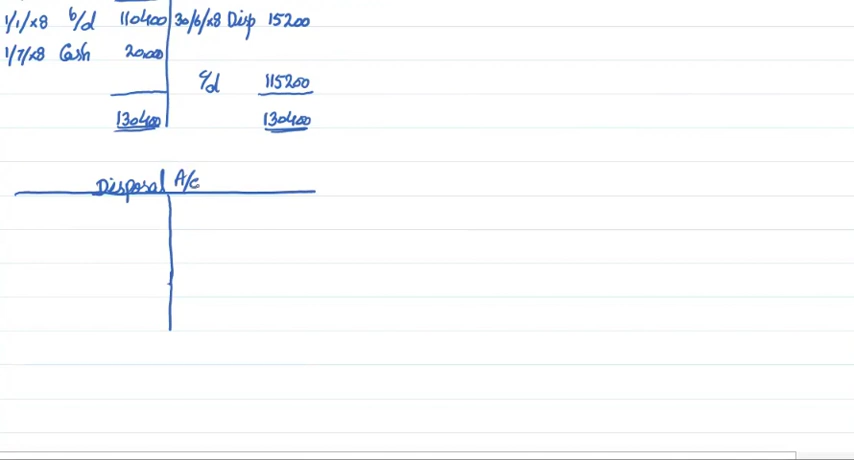 1/1/x8 b/d 110400 30/6/x8 Disp 15200
1/7/x8 Cash 20000
c/d 115200
130400 130400
Disposal A/c